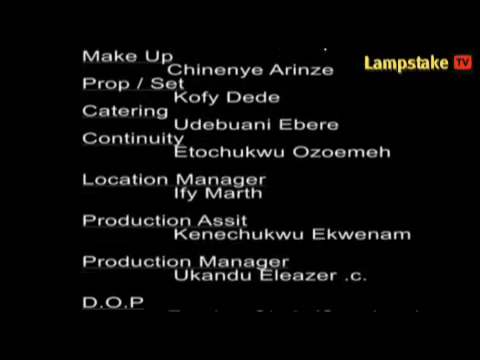 Lampstake TV
Make Up
Chinenye Arinze
Prop / Set
Kofy Dede
Catering
Udebuani Ebere
Continuity
Etochukwu Ozoemeh
Location Manager
Ify Marth
Production Assit
Kenechukwu Ekwenam
Production Manager
Ukandu Eleazer .c.
D.O.P